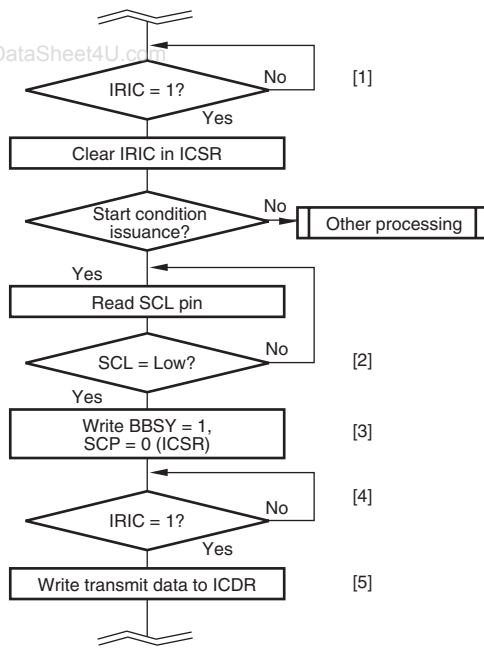 DataSheet4U.com
IRIC = 1?
No
[1]
Yes
Clear IRIC in ICSR
Start condition
issuance?
No
Other processing
Yes
Read SCL pin
SCL = Low?
No
[2]
Yes
Write BBSY = 1,
SCP = 0 (ICSR)
[3]
IRIC = 1?
No
[4]
Yes
Write transmit data to ICDR
[5]